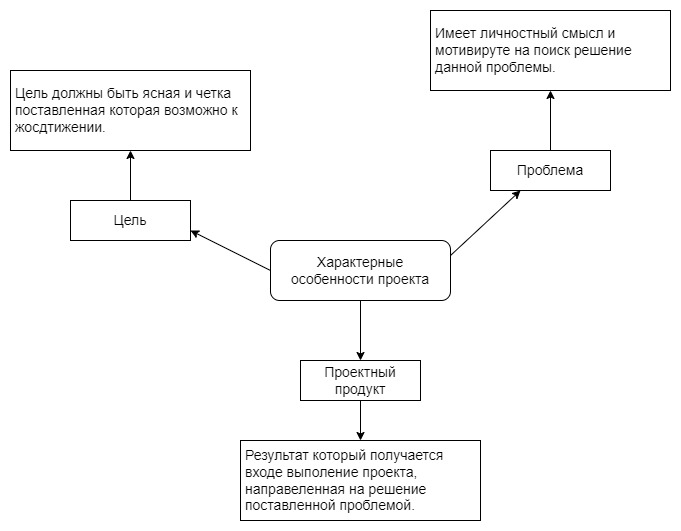 Имеет личностный смысл и
мотивируте на поиск решение
данной проблемы.
Цель должны быть ясная и четка
поставленная которая возможно к
жосдтижении.
Проблема
Цель
Характерные
особенности проекта
Проектный
продукт
Результат который получается
входе выполение проекта,
направеленная на решение
поставленной проблемой.